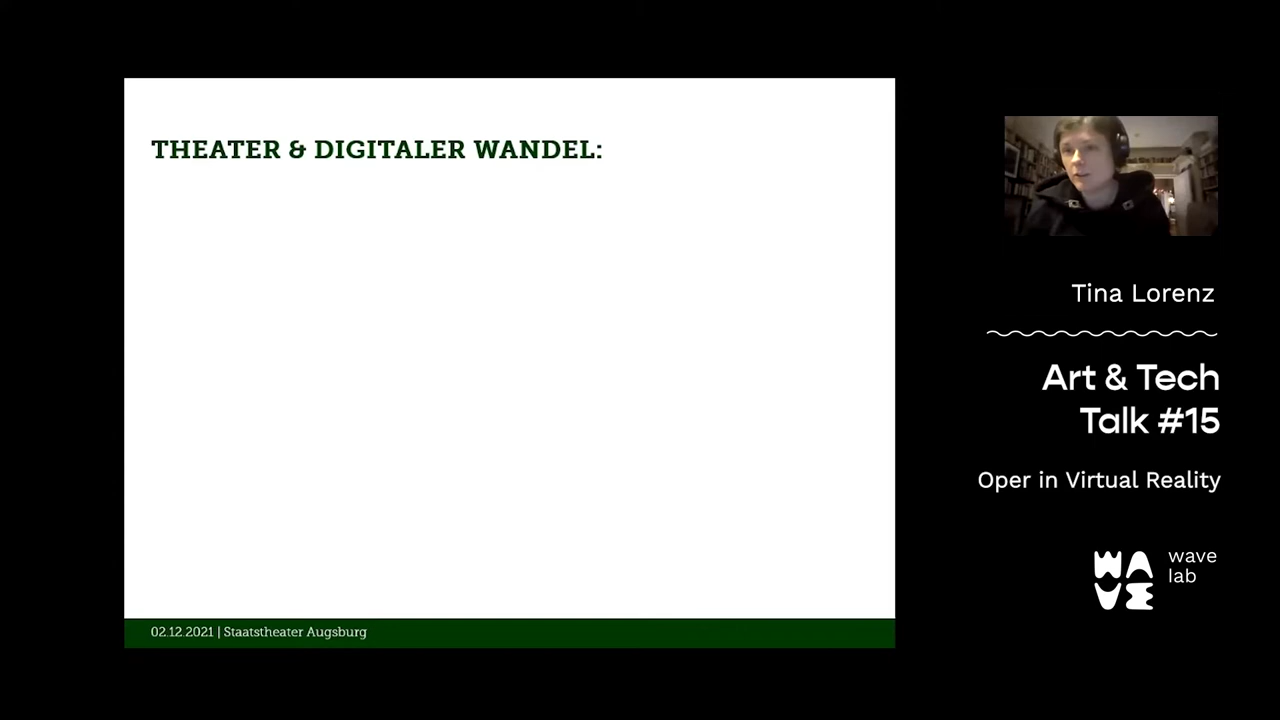 THEATER & DIGITALER WANDEL:
02.12.2021 | Staatstheater Augsburg
Tina Lorenz
Art & Tech
Talk #15
Oper in Virtual Reality
WAVE
wave
lab